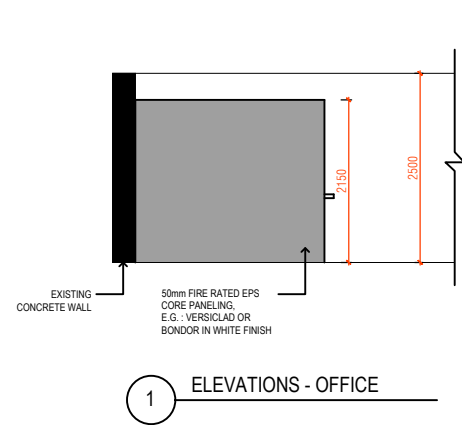 2150
2500
EXISTING
CONCRETE WALL
50mm FIRE RATED EPS
CORE PANELING,
E.G. : VERSICLAD OR
BONDOR IN WHITE FINISH
1
ELEVATIONS - OFFICE